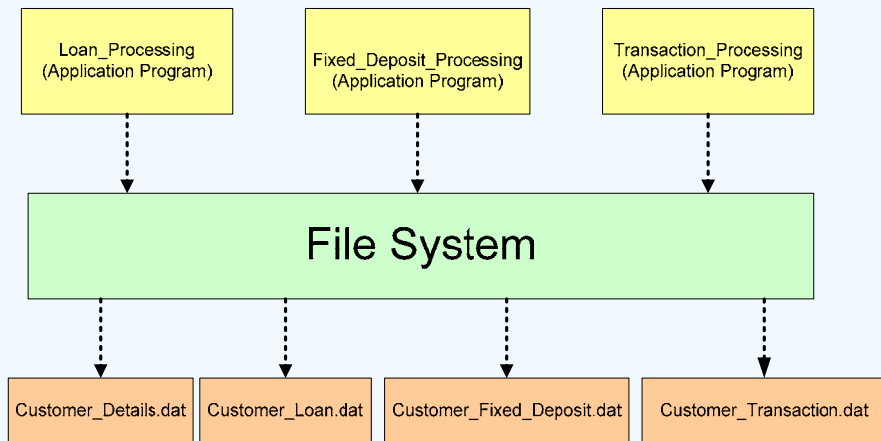 Loan_Processing
(Application Program)
Fixed_Deposit_Processing
(Application Program)
Transaction_Processing
(Application Program)
File System
Customer_Details.dat
Customer_Loan.dat
Customer_Fixed_Deposit.dat
Customer_Transaction.dat